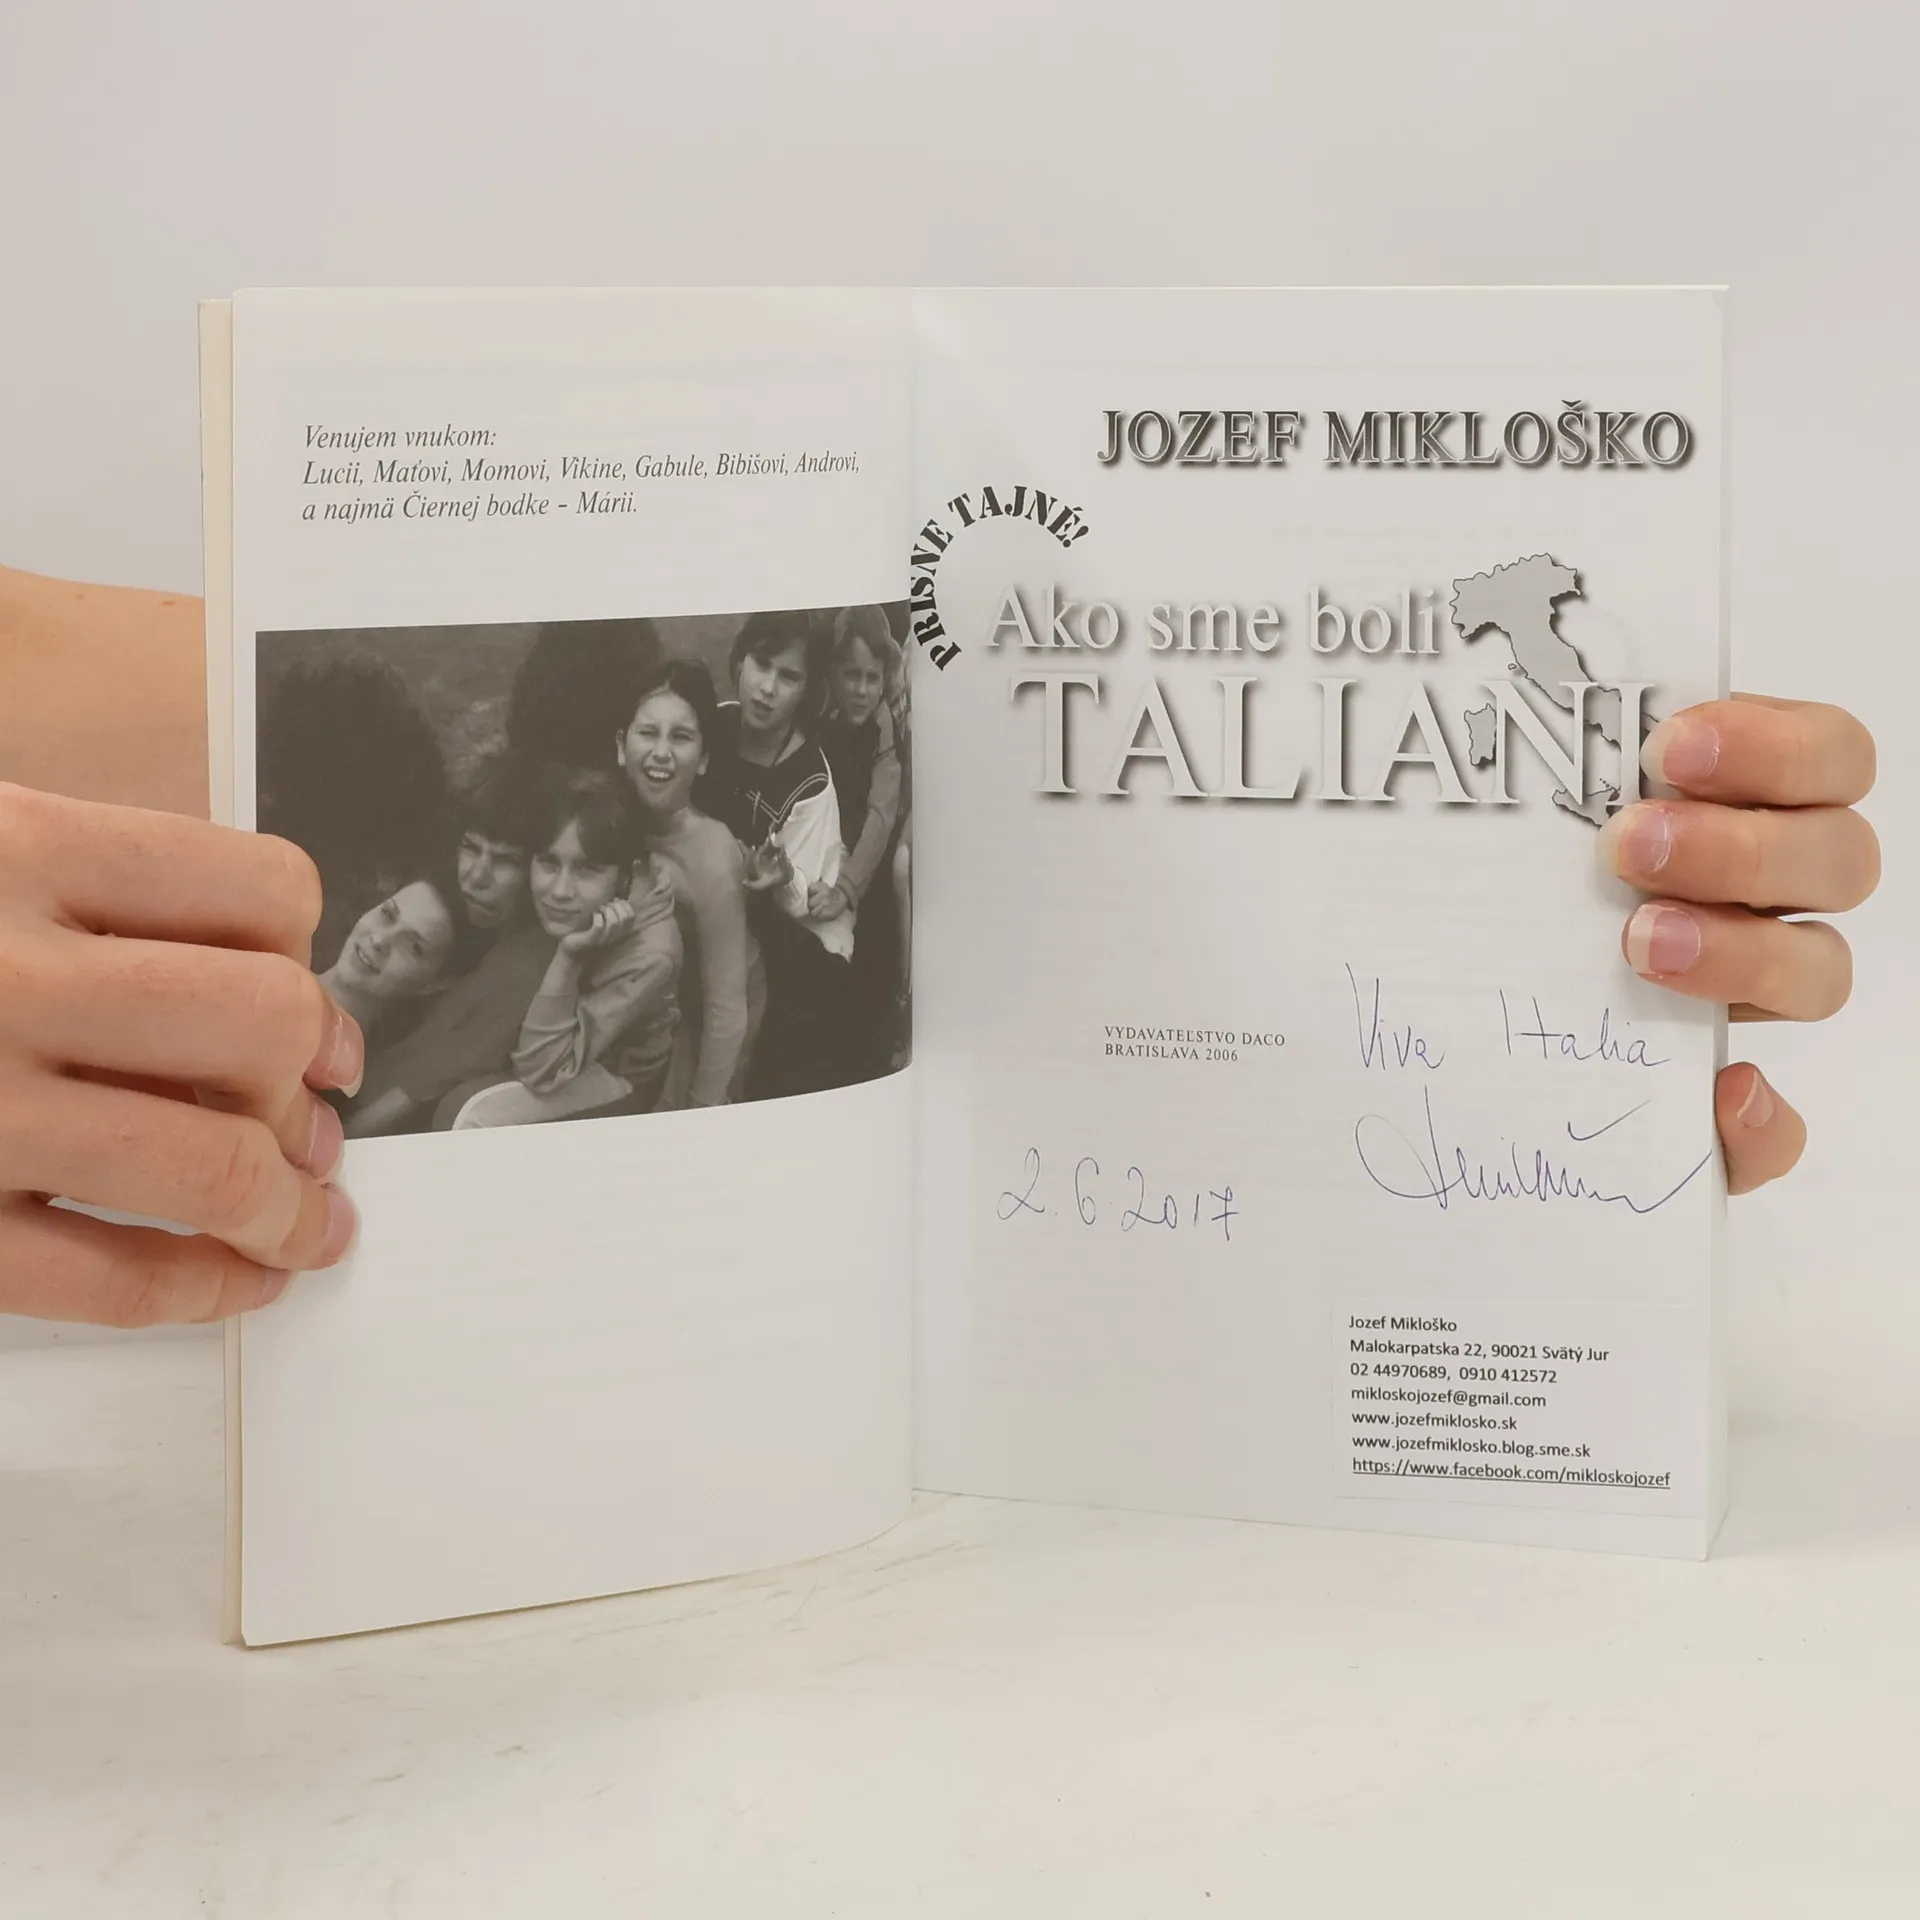 Venujem vnukom:
Lucii, Maťovi, Momovi, Vikine, Gabule, Bibišovi, Androvi,
a najmä Čiernej bodke - Márii.
JOZEF MIKLOŠKO
PRÍSNE TAJNÉ!
Ako sme boli
TALIANI
VYDAVATEĽSTVO DACO
BRATISLAVA 2006
Viva Italia
2.6.2017
Jozef Mikloško
Malokarpatska 22, 90021 Svätý Jur
02 44970689, 0910 412572
mikloskojozef@gmail.com
www.jozefmiklosko.sk
www.jozefmiklosko.blog.sme.sk
https://www.facebook.com/mikloskojozef